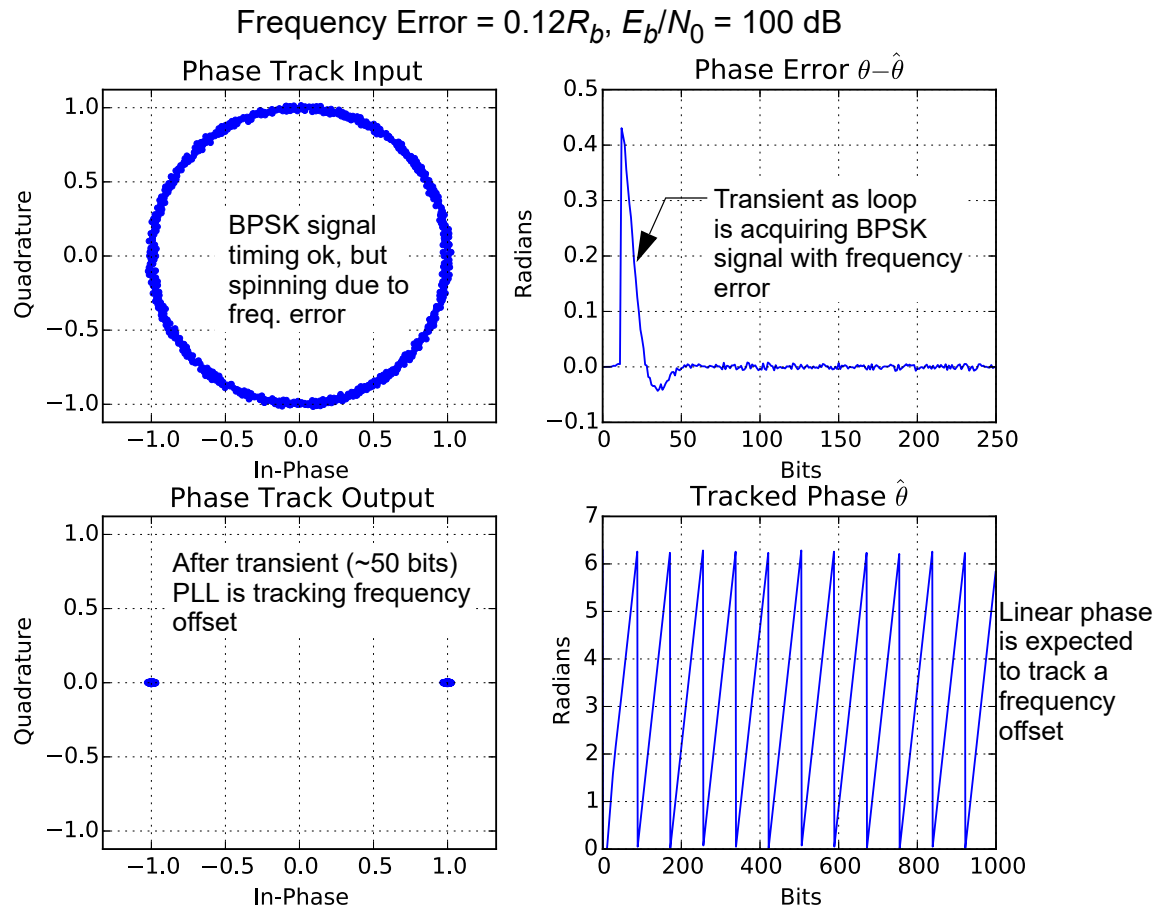 Frequency Error = 0.12R_b, E_b/N_0 = 100 dB
Phase Track Input
1.0
0.5
0.0
−0.5
−1.0
Quadrature
BPSK signal
timing ok, but
spinning due to
freq. error
−1.0 −0.5 0.0 0.5 1.0
In-Phase
Phase Error θ−θ̂
0.5
0.4
0.3
0.2
0.1
0.0
−0.1
Radians
Transient as loop
is acquiring BPSK
signal with frequency
error
0 50 100 150 200 250
Bits
Phase Track Output
1.0
0.5
0.0
−0.5
−1.0
Quadrature
After transient (~50 bits)
PLL is tracking frequency
offset
−1.0 −0.5 0.0 0.5 1.0
In-Phase
Tracked Phase θ̂
7
6
5
4
3
2
1
0
Radians
0 200 400 600 800 1000
Bits
Linear phase
is expected
to track a
frequency
offset